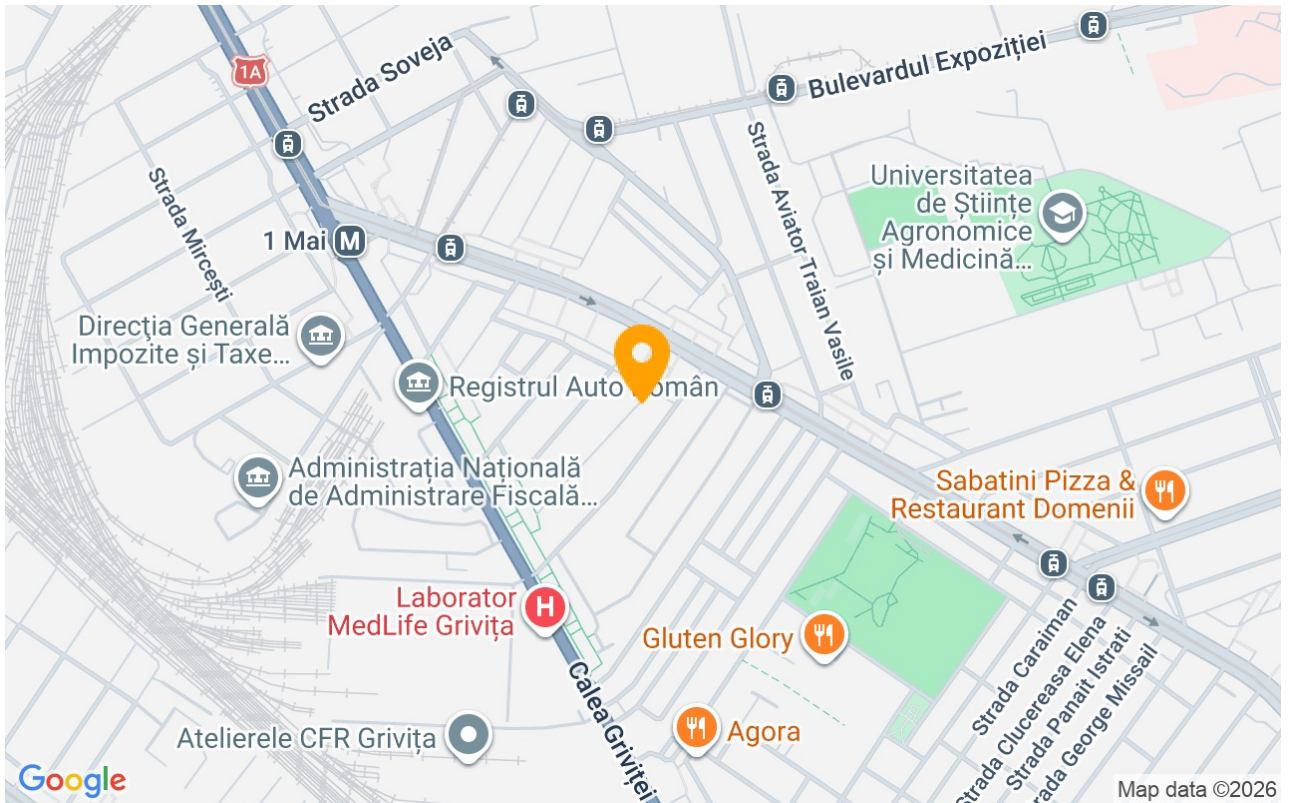 Bulevardul Expoziției
1A
Strada Soveja
Strada Aviator Traian Vasile
Universitatea
de Științe
Agronomice
și Medicină...
Strada Mircești
1 Mai M
Direcţia Generală
Impozite și Taxe...
Registrul Auto Român
Administrația Națională
de Administrare Fiscală...
Sabatini Pizza &
Restaurant Domenii
Laborator
MedLife Grivița
H
Gluten Glory
Strada Caraiman
Strada Clucereasa Elena
Strada Panait Istrati
rada George Missail
Calea Griviței
Agora
Atelierele CFR Grivița
Google
Map data ©2026